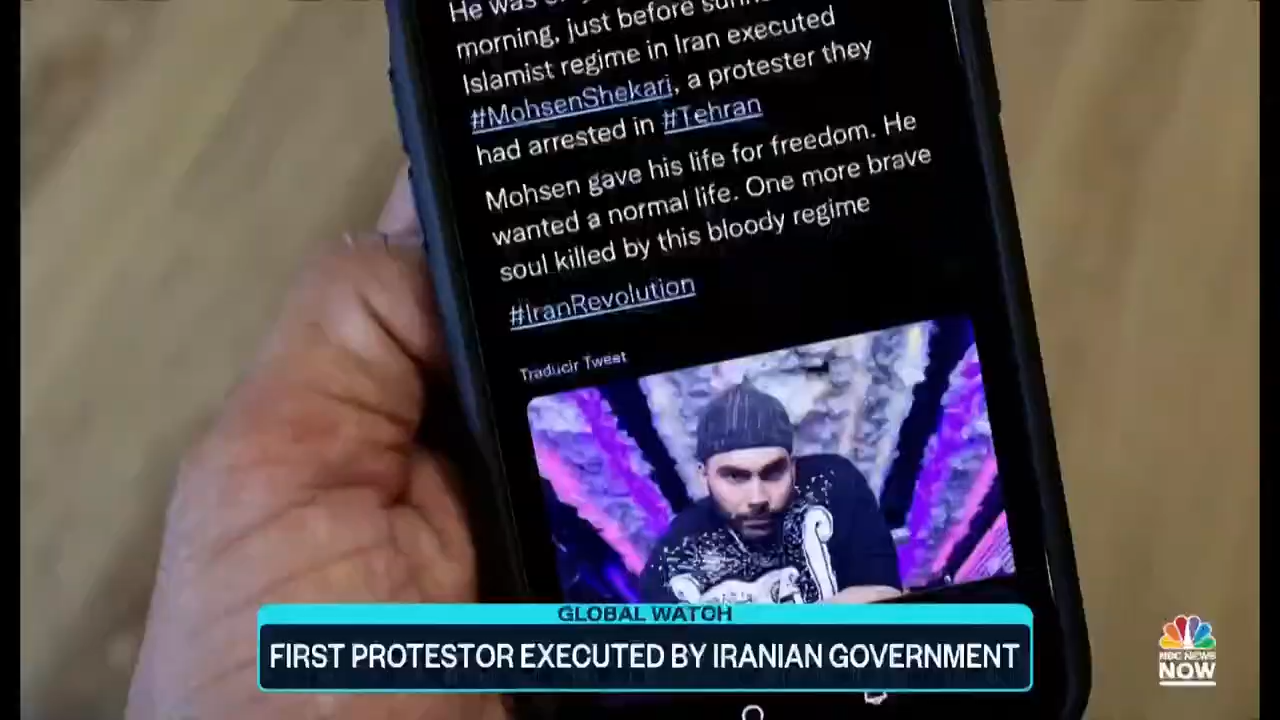 He was
morning, just before
Islamist regime in Iran executed
#MohsenShekari, a protester they
had arrested in #Tehran
Mohsen gave his life for freedom. He
wanted a normal life. One more brave
soul killed by this bloody regime
#IranRevolution
Traducir Tweet
GLOBAL WATCH
FIRST PROTESTOR EXECUTED BY IRANIAN GOVERNMENT
NBC NEWS
NOW